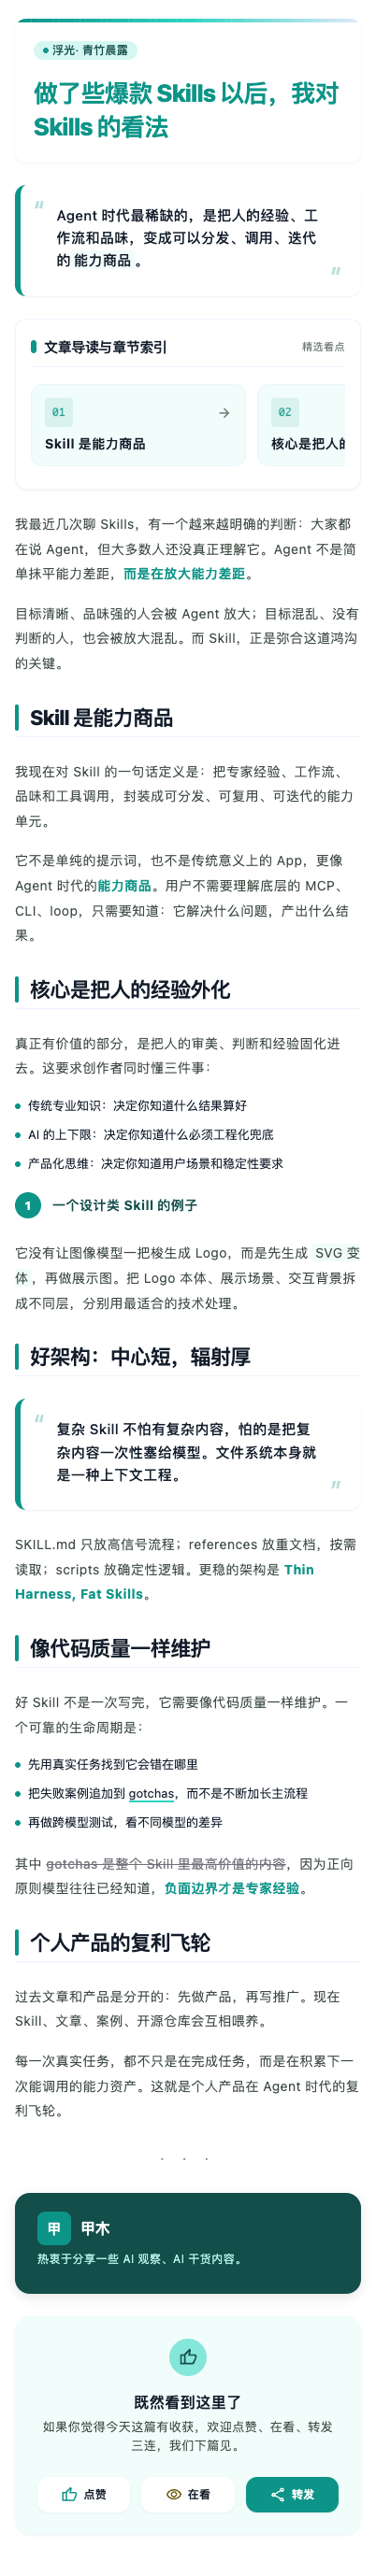 浮光· 青竹晨露
做了些爆款 Skills 以后，我对
Skills 的看法
“
Agent 时代最稀缺的，是把人的经验、工
作流和品味，变成可以分发、调用、迭代
的 能力商品 。
”
文章导读与章节索引
精选看点
01
→
Skill 是能力商品
02
核心是把人的
我最近几次聊 Skills，有一个越来越明确的判断：大家都
在说 Agent，但大多数人还没真正理解它。Agent 不是简
单抹平能力差距，而是在放大能力差距。
目标清晰、品味强的人会被 Agent 放大；目标混乱、没有
判断的人，也会被放大混乱。而 Skill，正是弥合这道鸿沟
的关键。
Skill 是能力商品
我现在对 Skill 的一句话定义是：把专家经验、工作流、
品味和工具调用，封装成可分发、可复用、可迭代的能力
单元。
它不是单纯的提示词，也不是传统意义上的 App，更像
Agent 时代的能力商品。用户不需要理解底层的 MCP、
CLI、loop，只需要知道：它解决什么问题，产出什么结
果。
核心是把人的经验外化
真正有价值的部分，是把人的审美、判断和经验固化进
去。这要求创作者同时懂三件事：
传统专业知识：决定你知道什么结果算好
AI 的上下限：决定你知道什么必须工程化兜底
产品化思维：决定你知道用户场景和稳定性要求
1
一个设计类 Skill 的例子
它没有让图像模型一把梭生成 Logo，而是先生成 SVG 变
体 ，再做展示图。把 Logo 本体、展示场景、交互背景拆
成不同层，分别用最适合的技术处理。
好架构：中心短，辐射厚
“
复杂 Skill 不怕有复杂内容，怕的是把复
杂内容一次性塞给模型。文件系统本身就
是一种上下文工程。
”
SKILL.md 只放高信号流程；references 放重文档，按需
读取；scripts 放确定性逻辑。更稳的架构是 Thin
Harness, Fat Skills。
像代码质量一样维护
好 Skill 不是一次写完，它需要像代码质量一样维护。一
个可靠的生命周期是：
先用真实任务找到它会错在哪里
把失败案例追加到 gotchas，而不是不断加长主流程
再做跨模型测试，看不同模型的差异
其中 gotchas 是整个 Skill 里最高价值的内容，因为正向
原则模型往往已经知道，负面边界才是专家经验。
个人产品的复利飞轮
过去文章和产品是分开的：先做产品，再写推广。现在
Skill、文章、案例、开源仓库会互相喂养。
每一次真实任务，都不只是在完成任务，而是在积累下一
次能调用的能力资产。这就是个人产品在 Agent 时代的复
利飞轮。
· · ·
甲
甲木
热衷于分享一些 AI 观察、AI 干货内容。
既然看到这里了
如果你觉得今天这篇有收获，欢迎点赞、在看、转发
三连，我们下篇见。
点赞
在看
转发